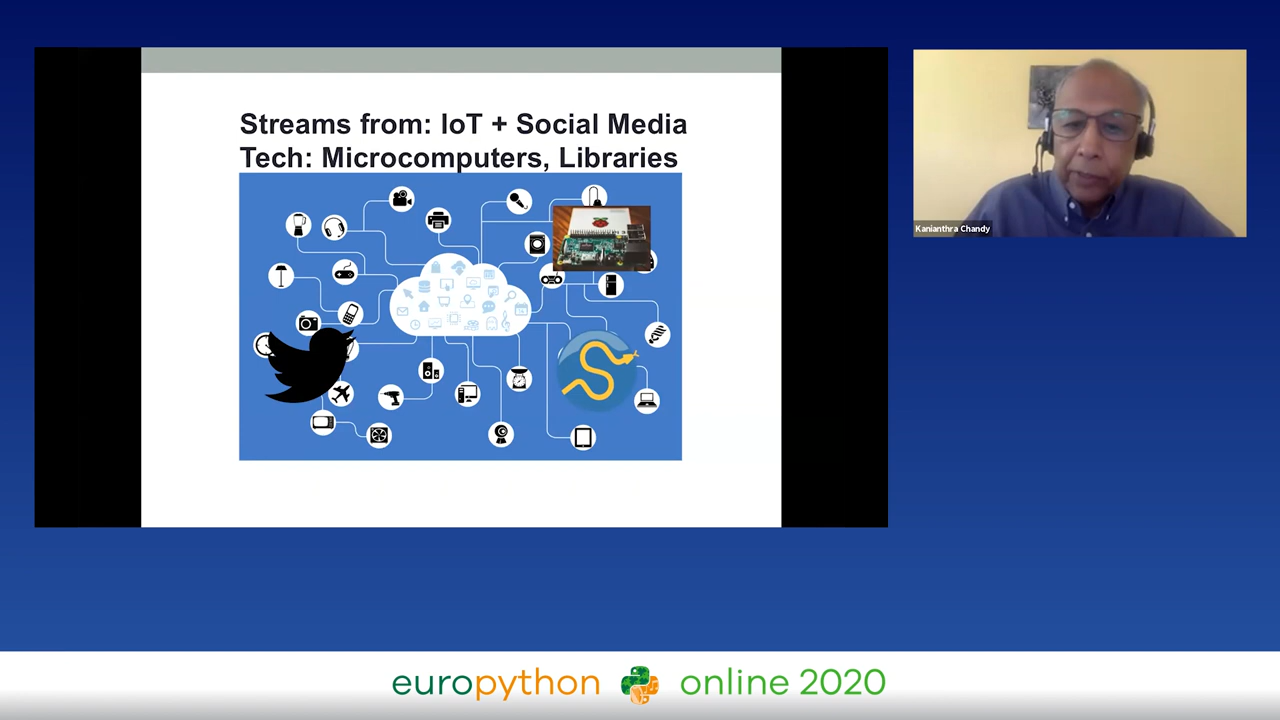 Streams from: IoT + Social Media
Tech: Microcomputers, Libraries
Kanianthra Chandy
europython online 2020